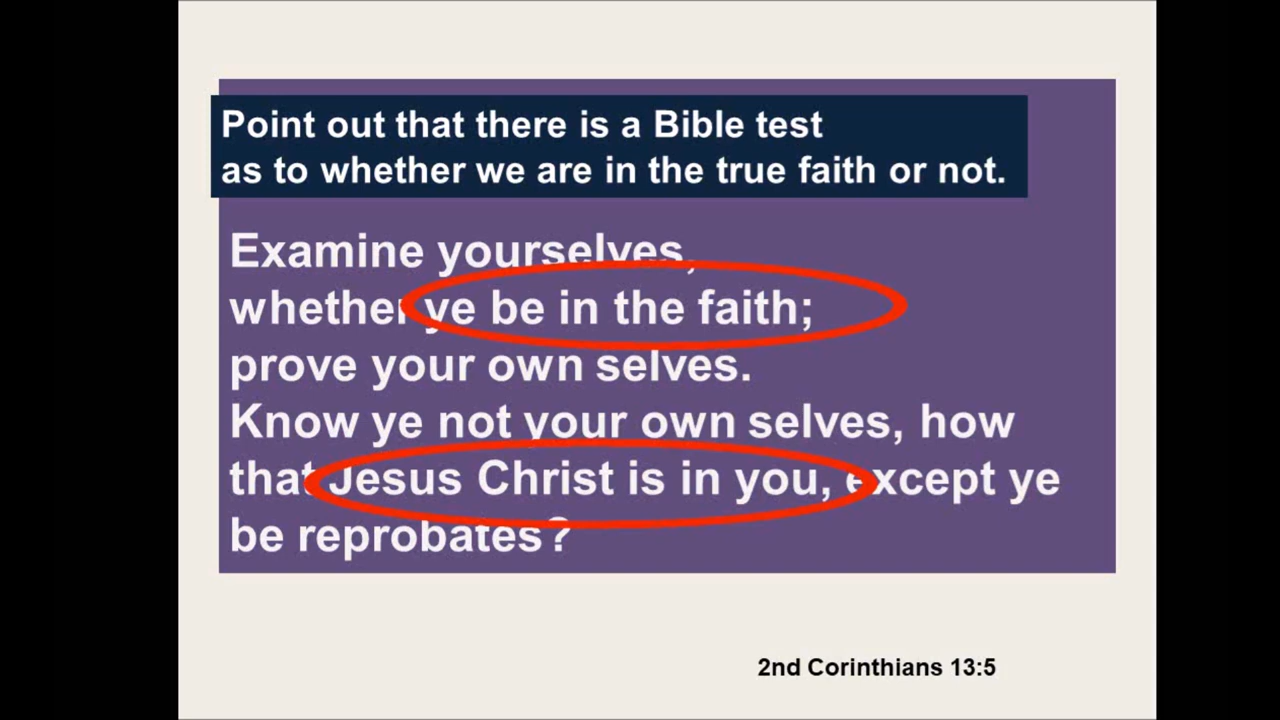 Point out that there is a Bible test
as to whether we are in the true faith or not.
Examine yourselves,
whether ye be in the faith;
prove your own selves.
Know ye not your own selves, how
that Jesus Christ is in you, except ye
be reprobates?
2nd Corinthians 13:5